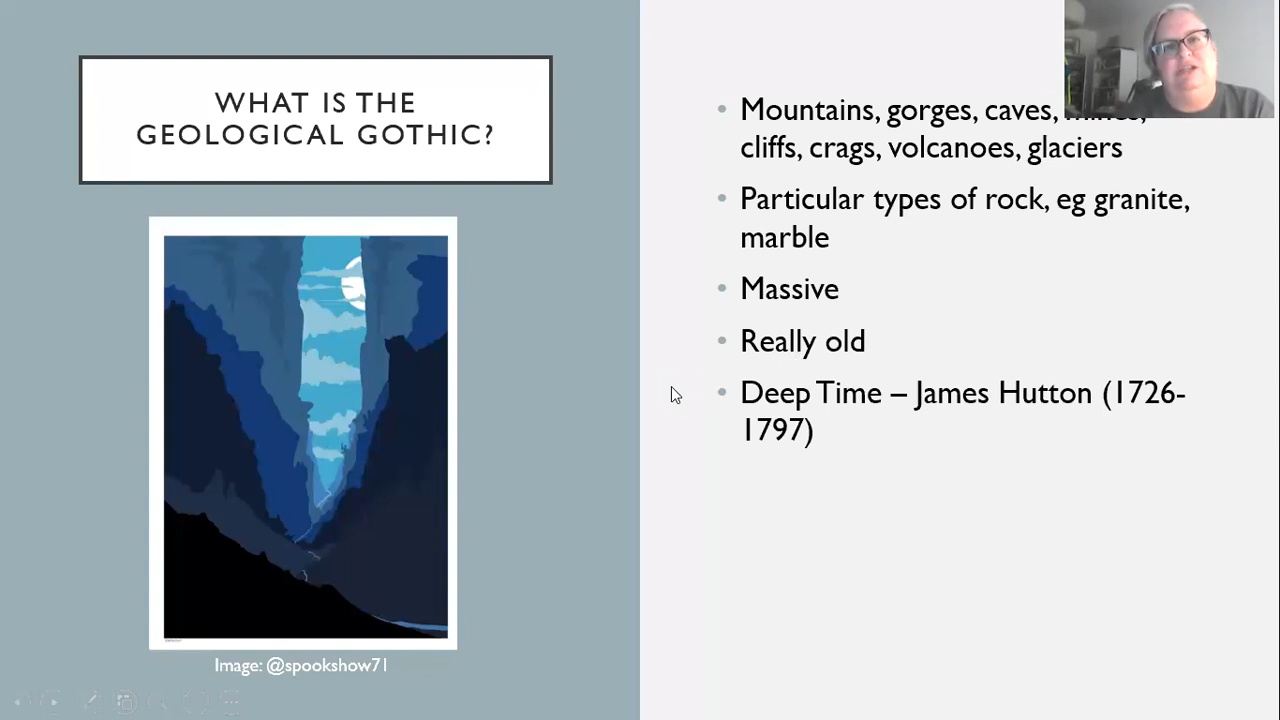 WHAT IS THE
GEOLOGICAL GOTHIC?
Image: @spookshow71
• Mountains, gorges, caves,
cliffs, crags, volcanoes, glaciers
• Particular types of rock, eg granite,
marble
• Massive
• Really old
• Deep Time – James Hutton (1726-
1797)